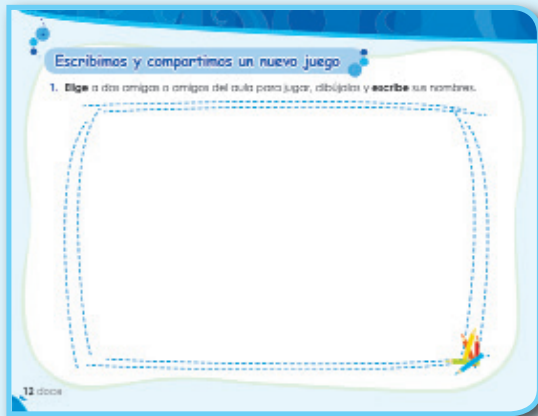 Escribimos y compartimos un nuevo juego
1. Elige a dos amigas o amigos del aula para jugar, dibújalos y escribe sus nombres.
12 doce